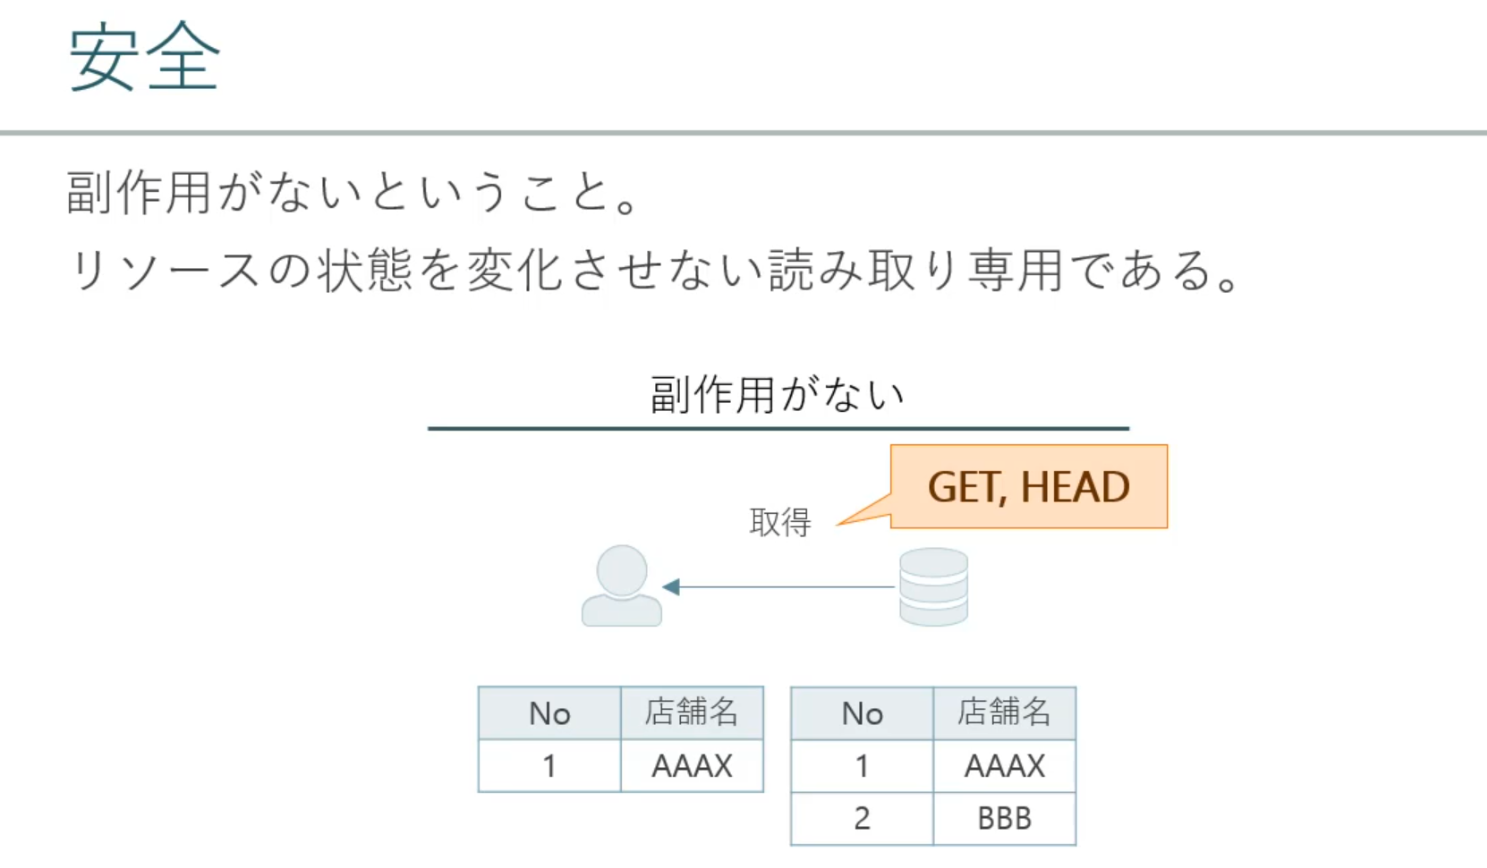 安全
副作用がないということ。
リソースの状態を変化させない読み取り専用である。
副作用がない
GET, HEAD
取得
No 店舗名
1 AAAX
No 店舗名
1 AAAX
2 BBB